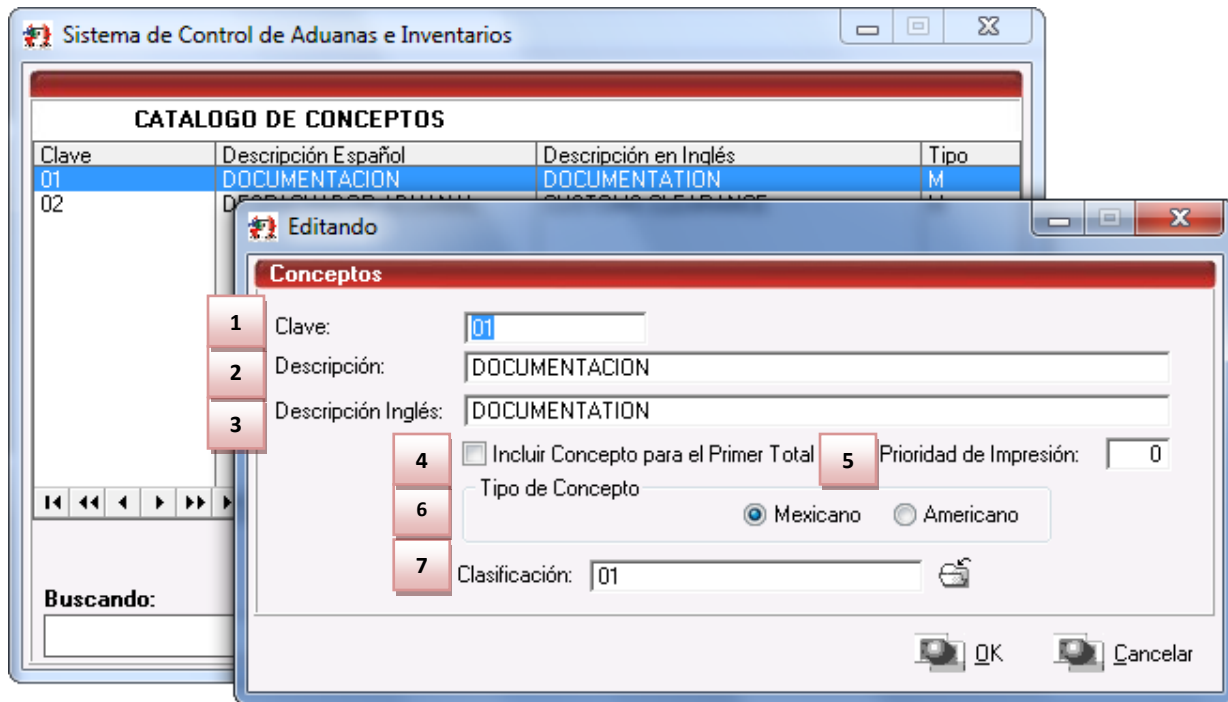 Sistema de Control de Aduanas e Inventarios
CATALOGO DE CONCEPTOS
Clave Descripción Español Descripción en Inglés Tipo
01 DOCUMENTACION DOCUMENTATION M
02
Editando
Conceptos
1 Clave: 01
2 Descripción: DOCUMENTACION
3 Descripción Inglés: DOCUMENTATION
4 Incluir Concepto para el Primer Total 5 Prioridad de Impresión: 0
Tipo de Concepto
6 Mexicano Americano
7 Clasificación: 01
Buscando:
OK Cancelar